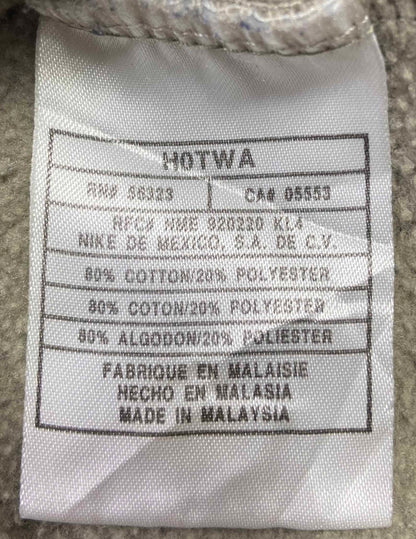 H0TWA
RN# 56323 CA# 05553
RFC# NME 920220 KL4
NIKE DE MEXICO, S.A. DE C.V.
80% COTTON/20% POLYESTER
80% COTON/20% POLYESTER
80% ALGODON/20% POLIESTER
FABRIQUE EN MALAISIE
HECHO EN MALASIA
MADE IN MALAYSIA